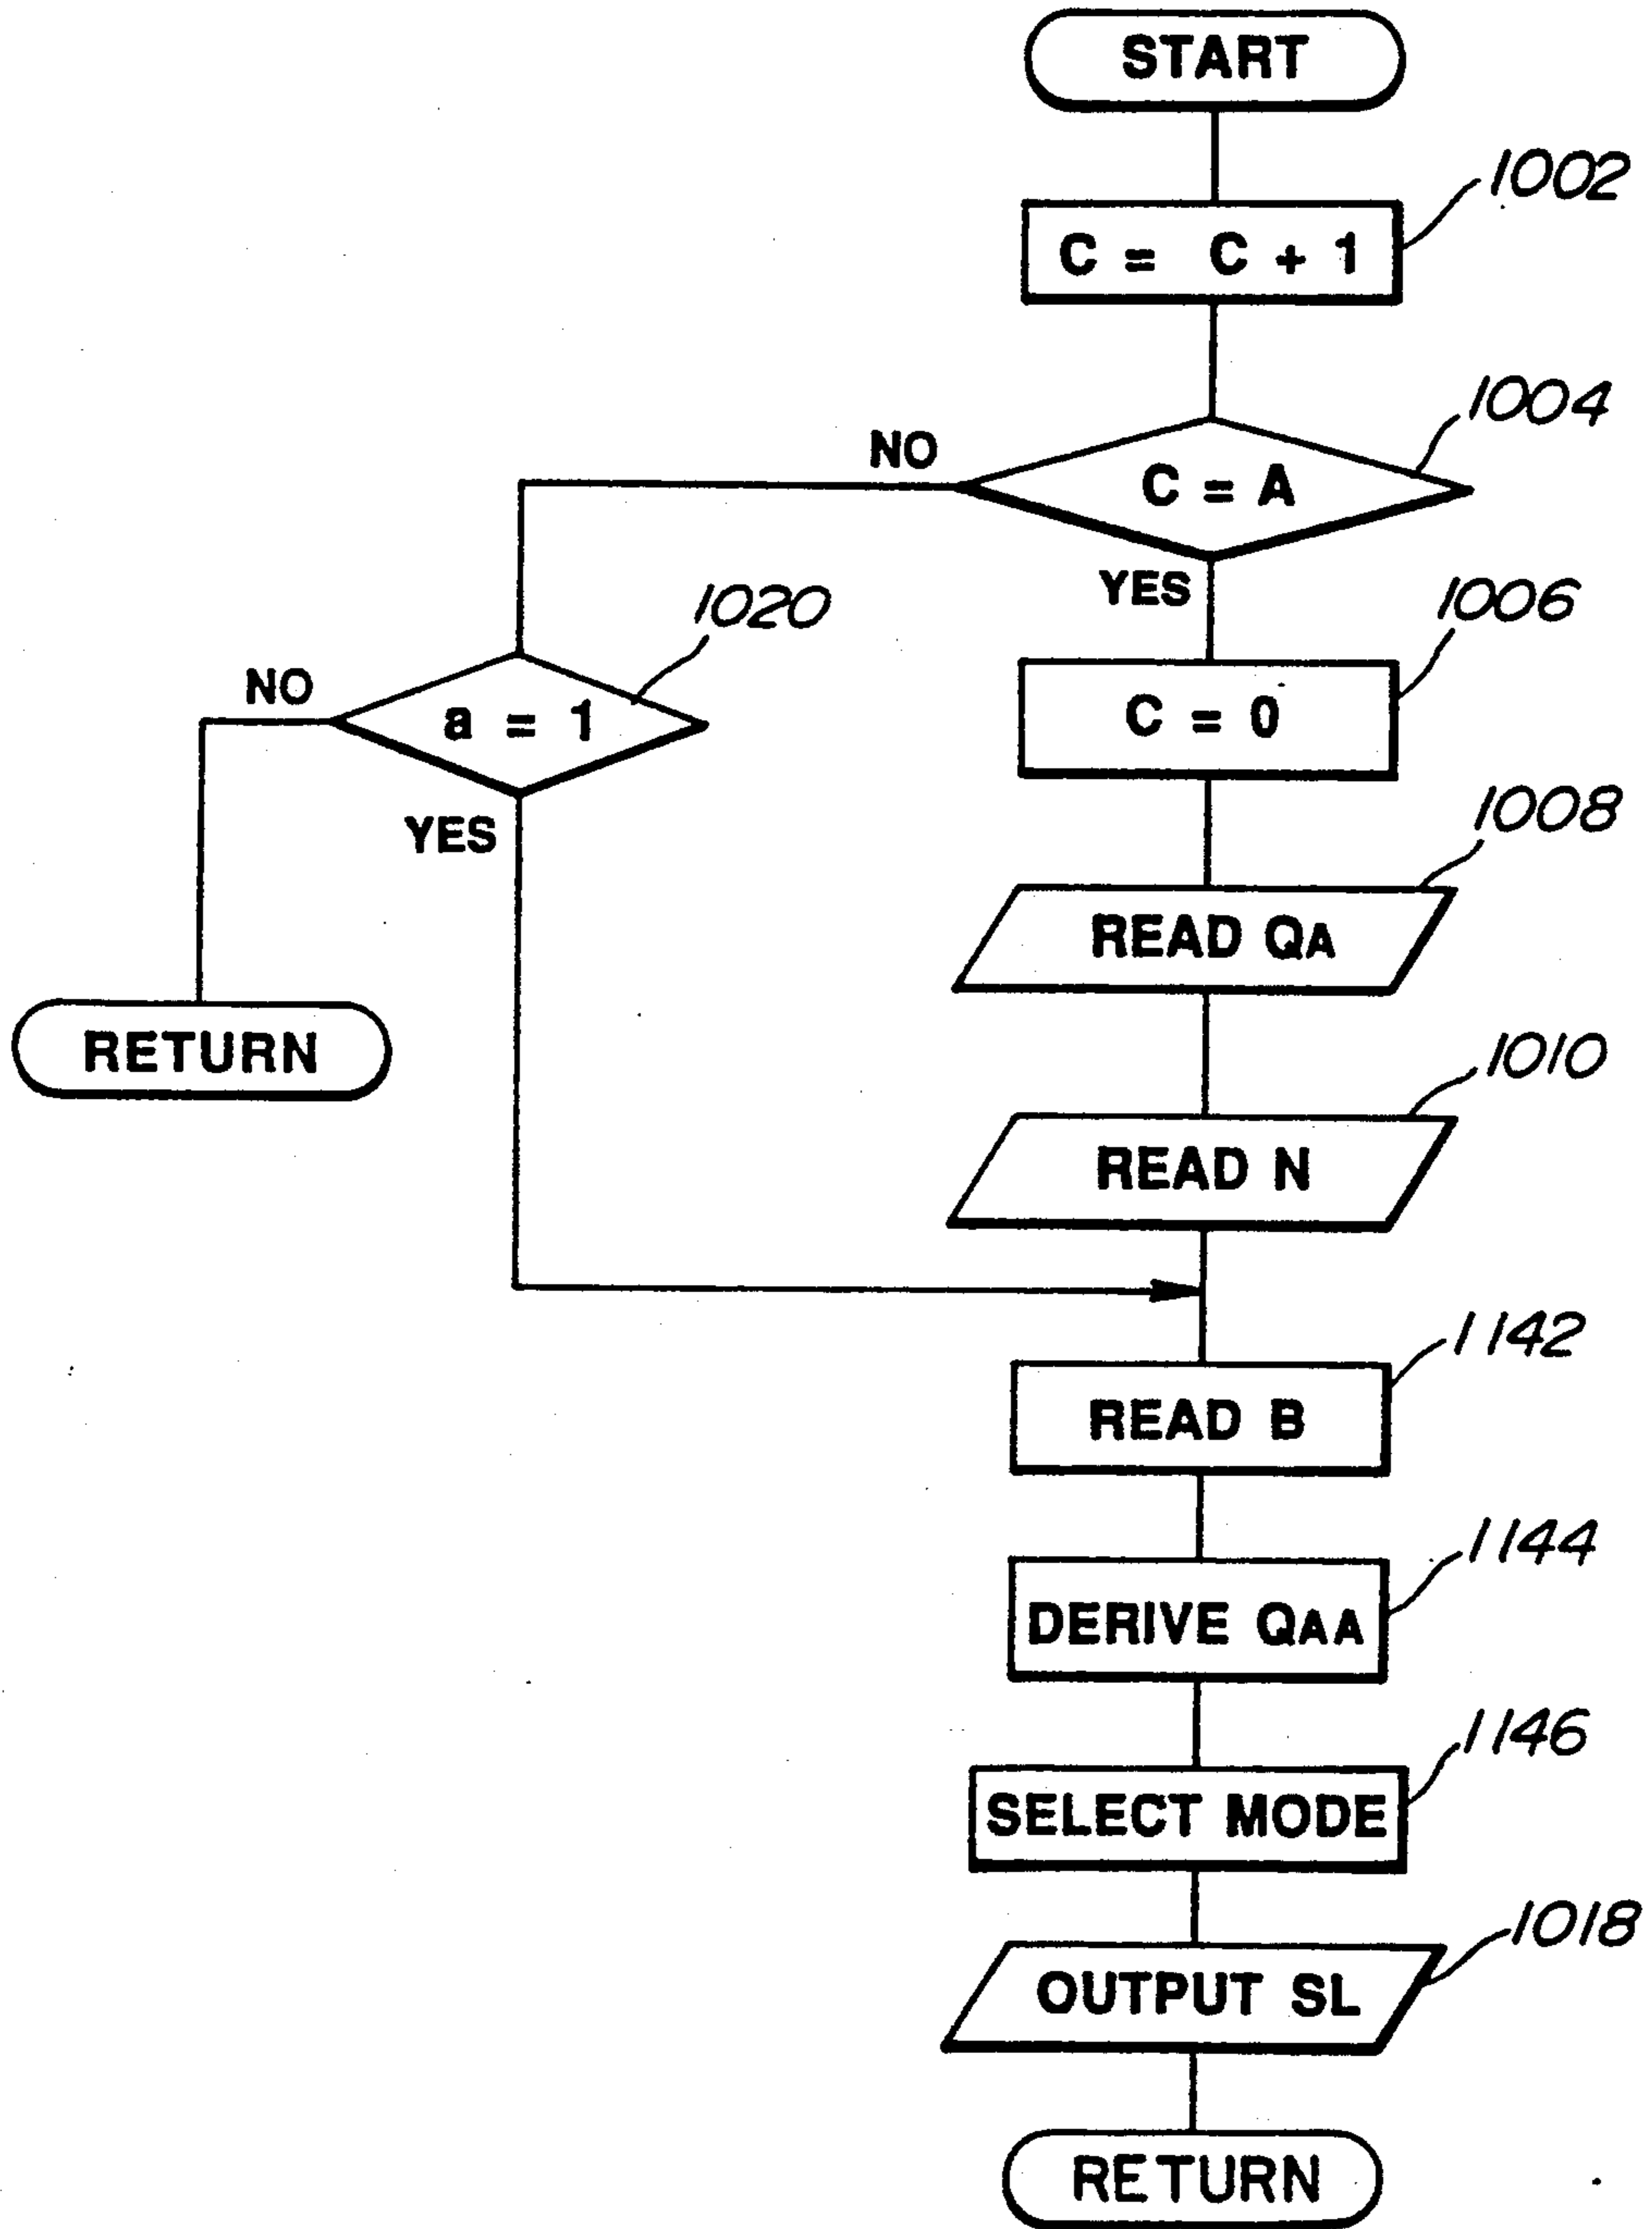 START
1002
C = C + 1
1004
NO
C = A
YES
1006
1020
NO
a = 1
C = 0
YES
1008
READ QA
RETURN
1010
READ N
1142
READ B
1144
DERIVE QAA
1146
SELECT MODE
1018
OUTPUT SL
RETURN